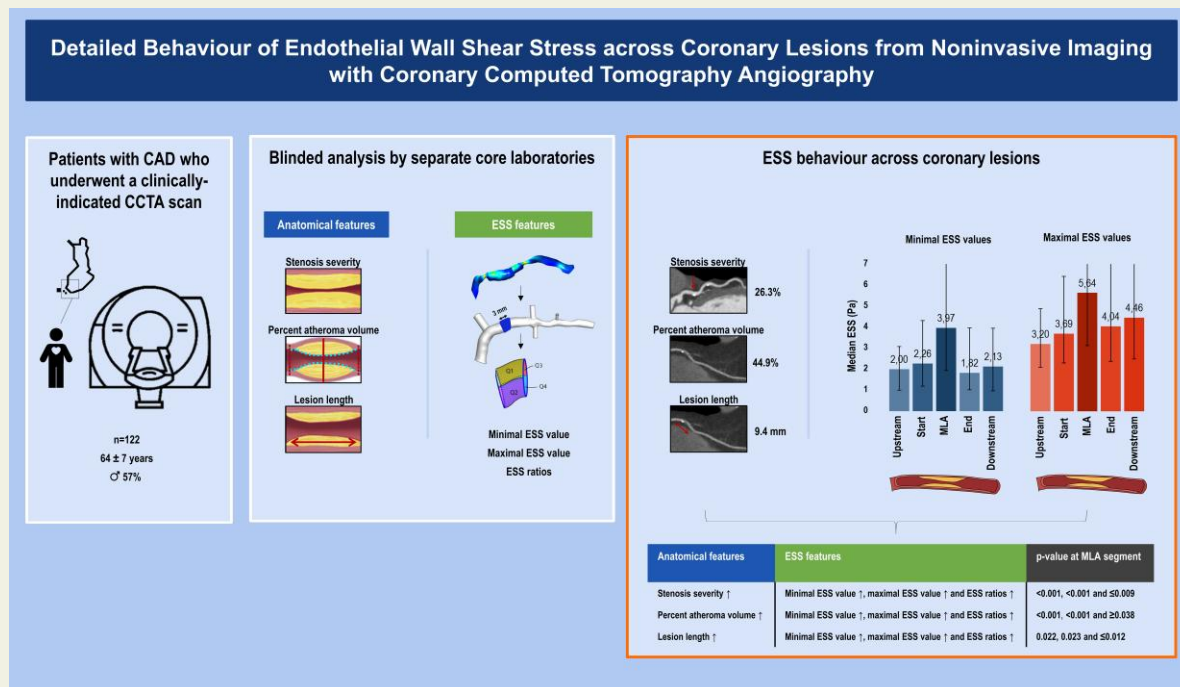 Detailed Behaviour of Endothelial Wall Shear Stress across Coronary Lesions from Noninvasive Imaging
with Coronary Computed Tomography Angiography
Patients with CAD who
underwent a clinically-
indicated CCTA scan
n=122
64 ± 7 years
♂ 57%
Blinded analysis by separate core laboratories
Anatomical features
Stenosis severity
Percent atheroma volume
Lesion length
ESS features
3 mm
Q1
Q3
Q2
Q4
Minimal ESS value
Maximal ESS value
ESS ratios
ESS behaviour across coronary lesions
Stenosis severity
26.3%
Percent atheroma volume
44.9%
Lesion length
9.4 mm
Minimal ESS values
Maximal ESS values
Median ESS (Pa)
7
6
5
4
3
2
1
0
2,00
2,26
3,97
1,82
2,13
3,20
3,69
5,64
4,04
4,46
Upstream
Start
MLA
End
Downstream
Upstream
Start
MLA
End
Downstream
Anatomical features ESS features p-value at MLA segment
Stenosis severity ↑ Minimal ESS value ↑, maximal ESS value ↑ and ESS ratios ↑ <0.001, <0.001 and ≤0.009
Percent atheroma volume ↑ Minimal ESS value ↑, maximal ESS value ↑ and ESS ratios ↑ <0.001, <0.001 and ≥0.038
Lesion length ↑ Minimal ESS value ↑, maximal ESS value ↑ and ESS ratios ↑ 0.022, 0.023 and ≤0.012